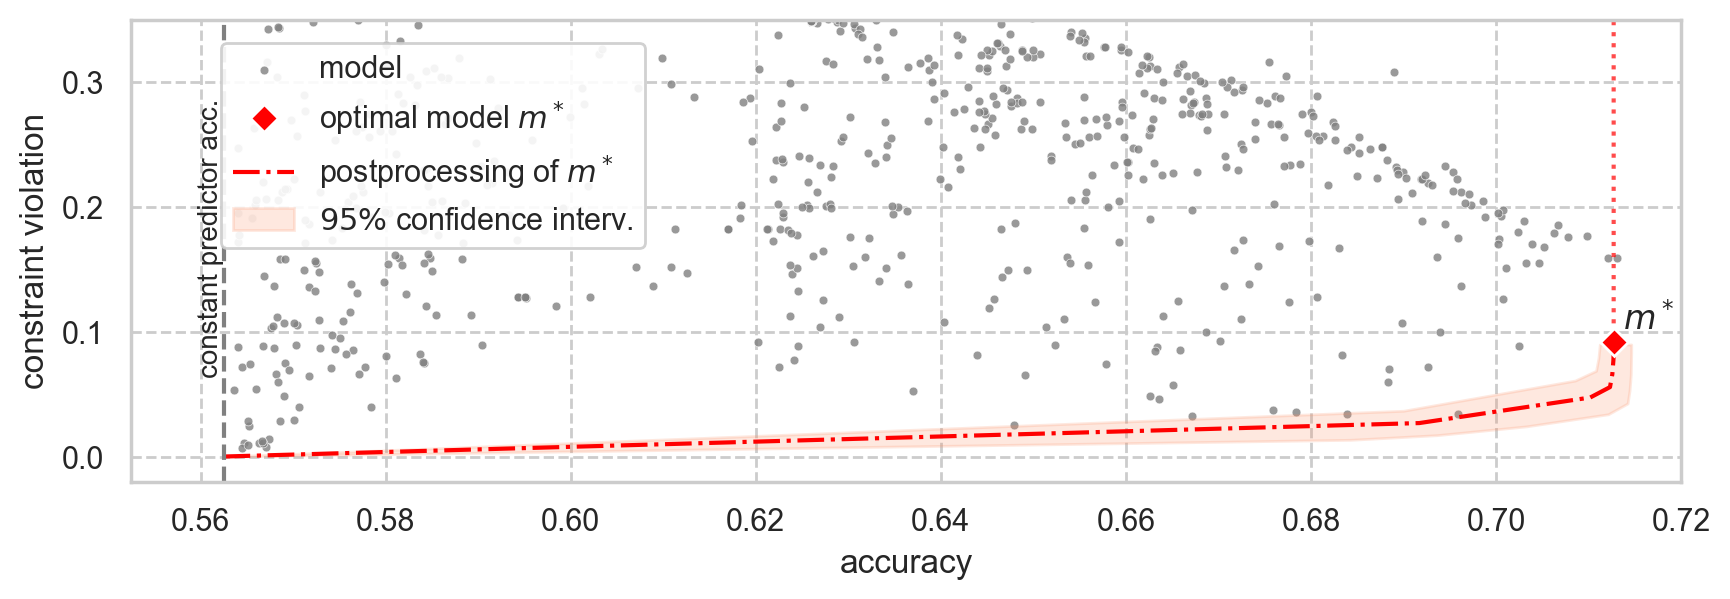 constraint violation
0.3
0.2
0.1
0.0
constant predictor acc.
model
optimal model m*
postprocessing of m*
95% confidence interv.
m*
0.56 0.58 0.60 0.62 0.64 0.66 0.68 0.70 0.72
accuracy